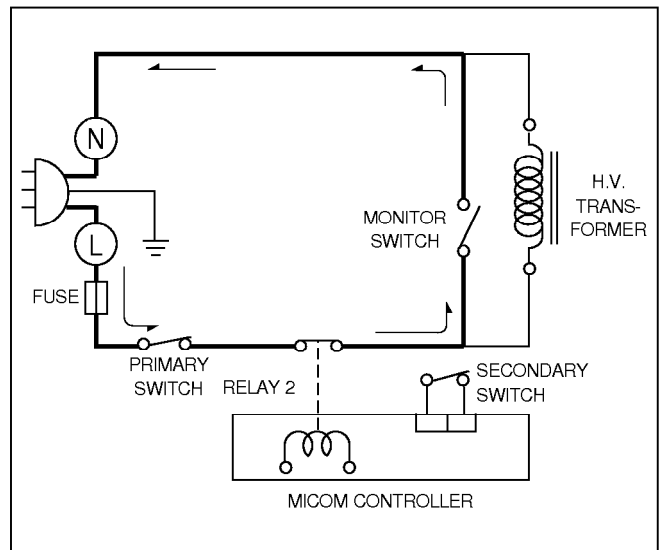 N
H.V.
TRANS-
FORMER
MONITOR
SWITCH
L
FUSE
PRIMARY
SWITCH
RELAY 2
SECONDARY
SWITCH
MICOM CONTROLLER